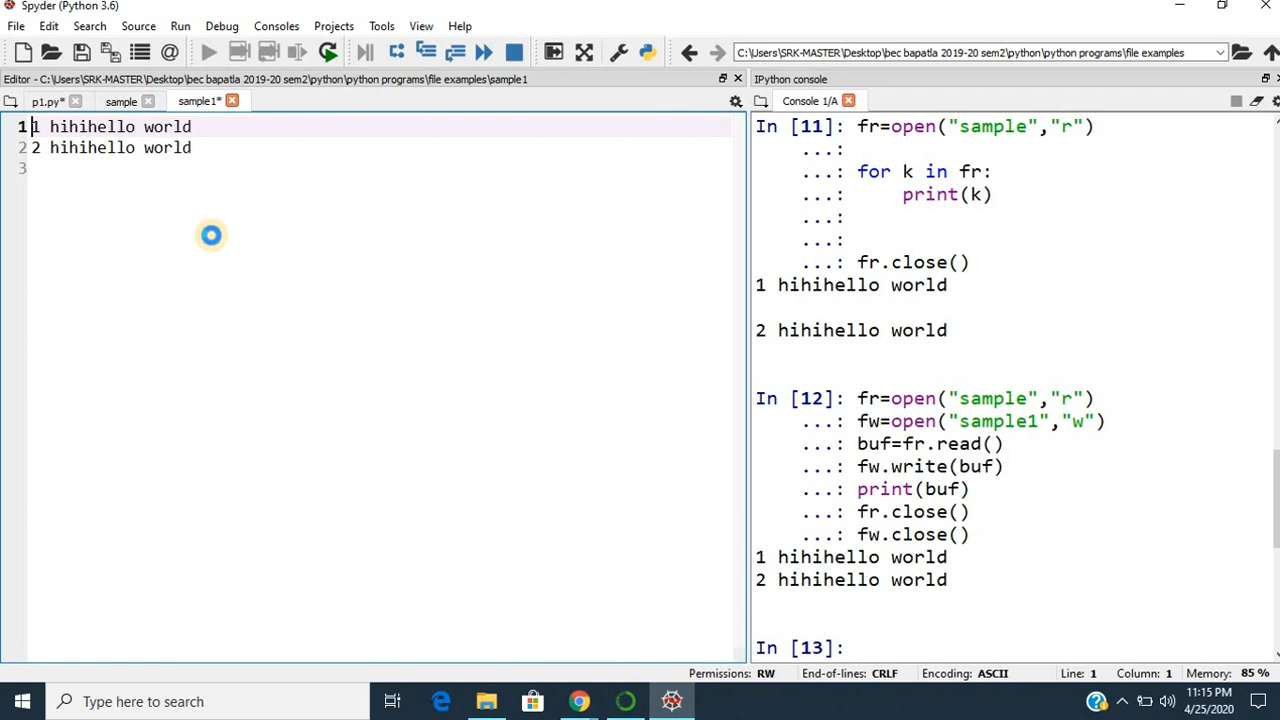 Spyder (Python 3.6)
File Edit Search Source Run Debug Consoles Projects Tools View Help
C:\Users\SRK-MASTER\Desktop\bec bapatla 2019-20 sem2\python\python programs\file examples
Editor - C:\Users\SRK-MASTER\Desktop\bec bapatla 2019-20 sem2\python\python programs\file examples\sample1
p1.py* sample sample1*
1 1 hihihello world
2 2 hihihello world
3
IPython console
Console 1/A
In [11]: fr=open("sample","r")
...:
...: for k in fr:
...:     print(k)
...:
...:
...: fr.close()
1 hihihello world
2 hihihello world
In [12]: fr=open("sample","r")
...: fw=open("sample1","w")
...: buf=fr.read()
...: fw.write(buf)
...: print(buf)
...: fr.close()
...: fw.close()
1 hihihello world
2 hihihello world
In [13]:
Permissions: RW End-of-lines: CRLF Encoding: ASCII Line: 1 Column: 1 Memory: 85 %
Type here to search
11:15 PM
4/25/2020